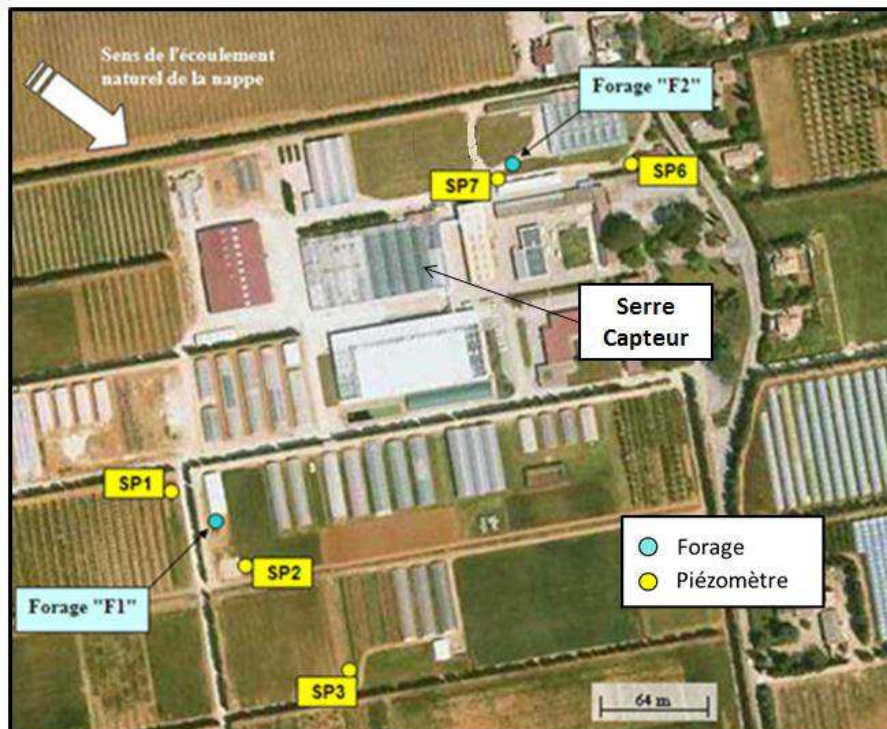 Sens de l'écoulement
naturel de la nappe
Forage "F2"
SP7
SP6
Serre
Capteur
SP1
Forage
Piézomètre
SP2
Forage "F1"
SP3
64 m